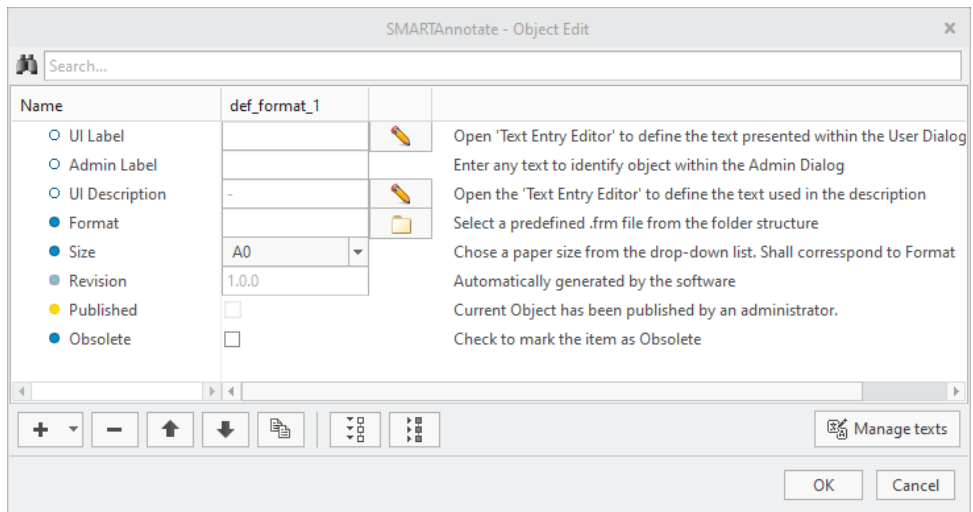 SMARTAnnotate - Object Edit
Search...
Name def_format_1
UI Label Open 'Text Entry Editor' to define the text presented within the User Dialog
Admin Label Enter any text to identify object within the Admin Dialog
UI Description - Open the 'Text Entry Editor' to define the text used in the description
Format Select a predefined .frm file from the folder structure
Size A0 Chose a paper size from the drop-down list. Shall corresspond to Format
Revision 1.0.0 Automatically generated by the software
Published Current Object has been published by an administrator.
Obsolete Check to mark the item as Obsolete
Manage texts
OK Cancel